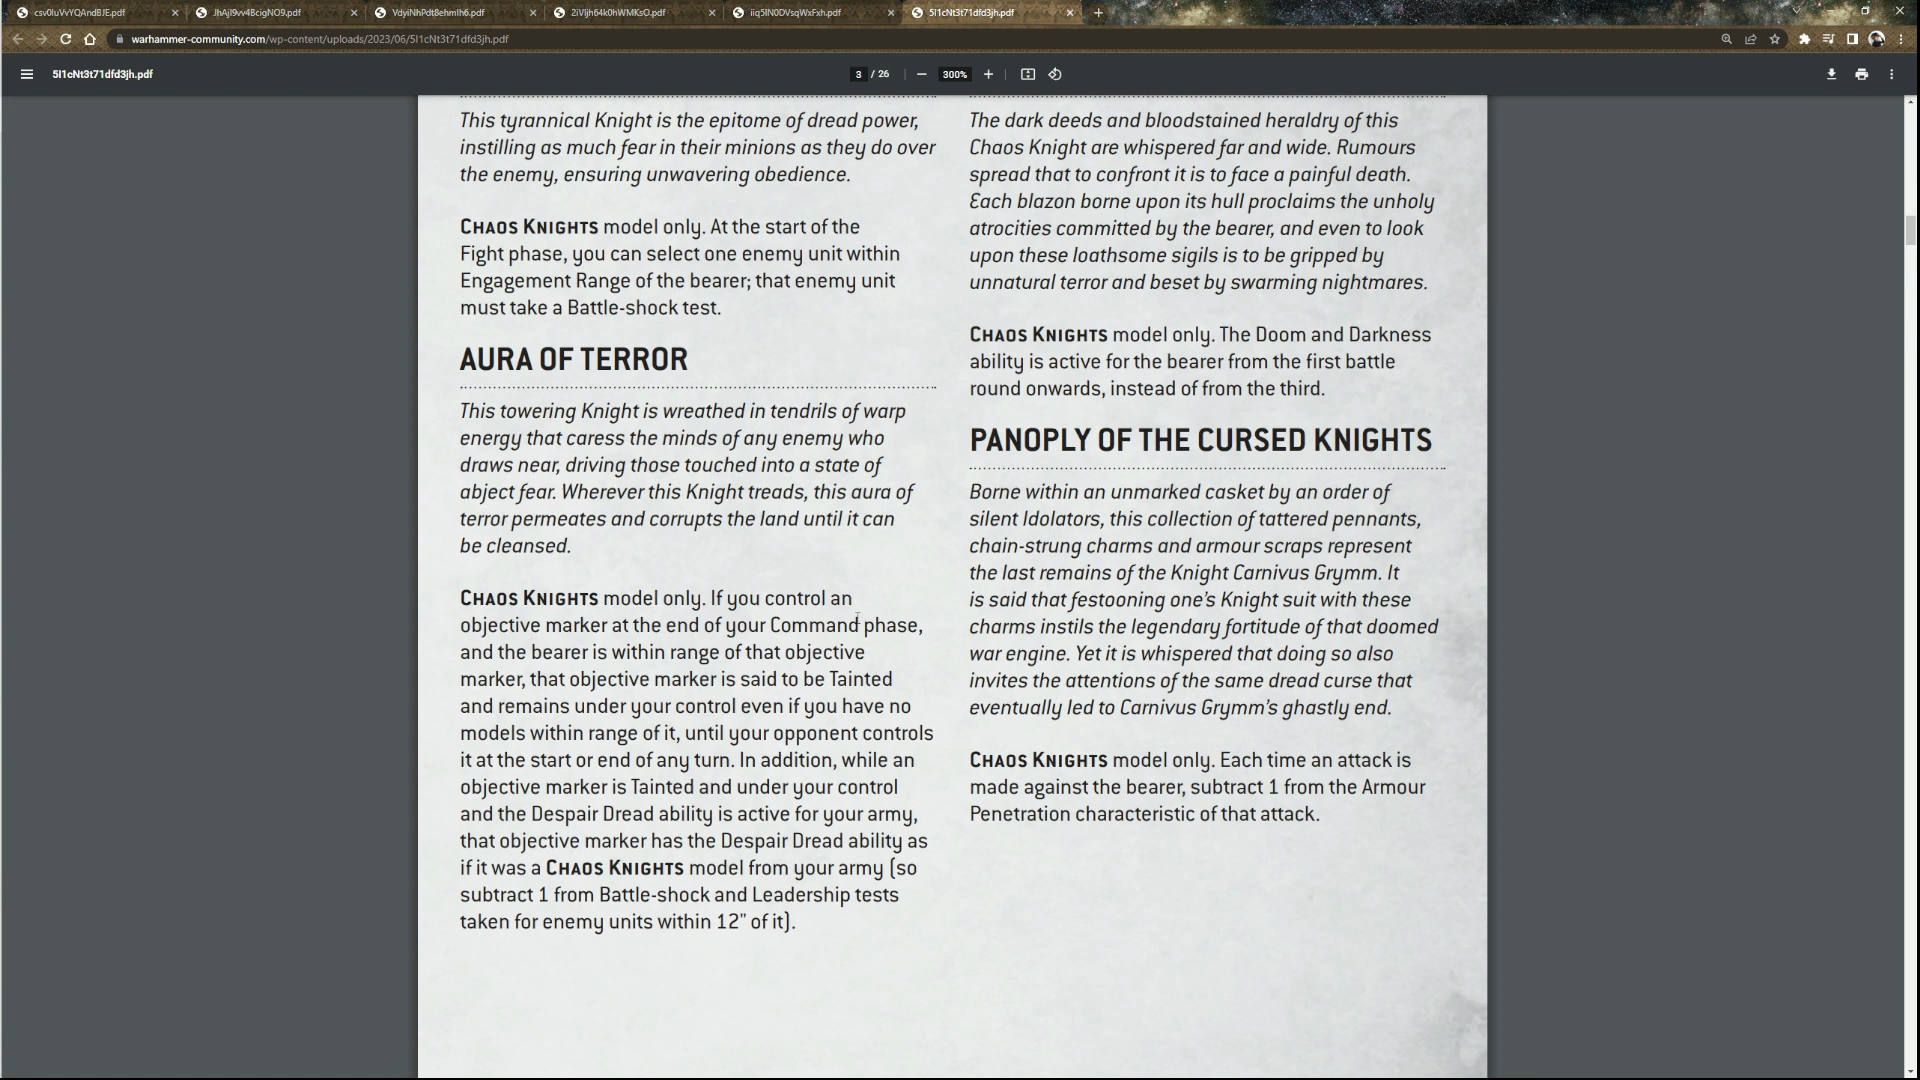 csv0IuVvYQAndBJE.pdf
JhAjl9vv4BcigNO9.pdf
VdyiNhPdt8ehmIh6.pdf
2iVljh64k0hWMKsO.pdf
iiq5IN0DVsqWxFxh.pdf
5I1cNt3t71dfd3jh.pdf
warhammer-community.com/wp-content/uploads/2023/06/5I1cNt3t71dfd3jh.pdf
5I1cNt3t71dfd3jh.pdf
3 / 26
300%
This tyrannical Knight is the epitome of dread power,
instilling as much fear in their minions as they do over
the enemy, ensuring unwavering obedience.
CHAOS KNIGHTS model only. At the start of the
Fight phase, you can select one enemy unit within
Engagement Range of the bearer; that enemy unit
must take a Battle-shock test.
AURA OF TERROR
This towering Knight is wreathed in tendrils of warp
energy that caress the minds of any enemy who
draws near, driving those touched into a state of
abject fear. Wherever this Knight treads, this aura of
terror permeates and corrupts the land until it can
be cleansed.
CHAOS KNIGHTS model only. If you control an
objective marker at the end of your Command phase,
and the bearer is within range of that objective
marker, that objective marker is said to be Tainted
and remains under your control even if you have no
models within range of it, until your opponent controls
it at the start or end of any turn. In addition, while an
objective marker is Tainted and under your control
and the Despair Dread ability is active for your army,
that objective marker has the Despair Dread ability as
if it was a CHAOS KNIGHTS model from your army (so
subtract 1 from Battle-shock and Leadership tests
taken for enemy units within 12" of it).
The dark deeds and bloodstained heraldry of this
Chaos Knight are whispered far and wide. Rumours
spread that to confront it is to face a painful death.
Each blazon borne upon its hull proclaims the unholy
atrocities committed by the bearer, and even to look
upon these loathsome sigils is to be gripped by
unnatural terror and beset by swarming nightmares.
CHAOS KNIGHTS model only. The Doom and Darkness
ability is active for the bearer from the first battle
round onwards, instead of from the third.
PANOPLY OF THE CURSED KNIGHTS
Borne within an unmarked casket by an order of
silent Idolators, this collection of tattered pennants,
chain-strung charms and armour scraps represent
the last remains of the Knight Carnivus Grymm. It
is said that festooning one's Knight suit with these
charms instils the legendary fortitude of that doomed
war engine. Yet it is whispered that doing so also
invites the attentions of the same dread curse that
eventually led to Carnivus Grymm's ghastly end.
CHAOS KNIGHTS model only. Each time an attack is
made against the bearer, subtract 1 from the Armour
Penetration characteristic of that attack.